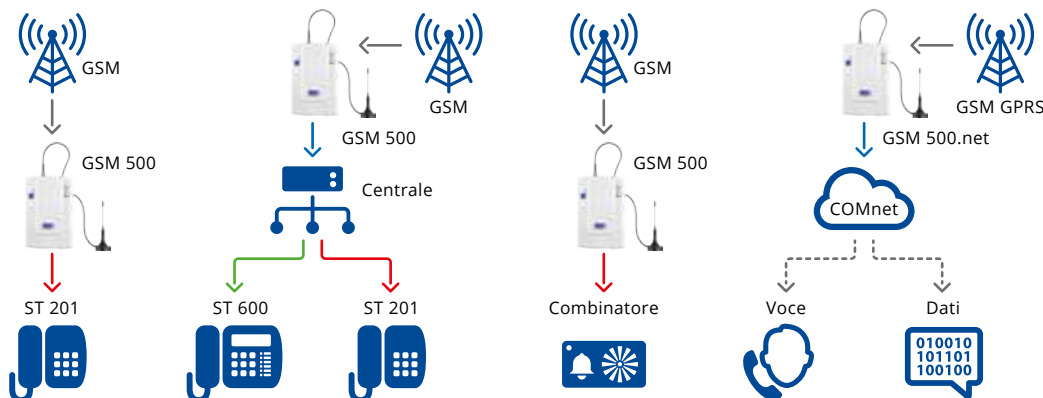 GSM
GSM 500
ST 201
GSM
GSM 500
Centrale
ST 600
ST 201
GSM
GSM 500
Combinatore
GSM GPRS
GSM 500.net
COMnet
Voce
Dati
010010
101101
100100